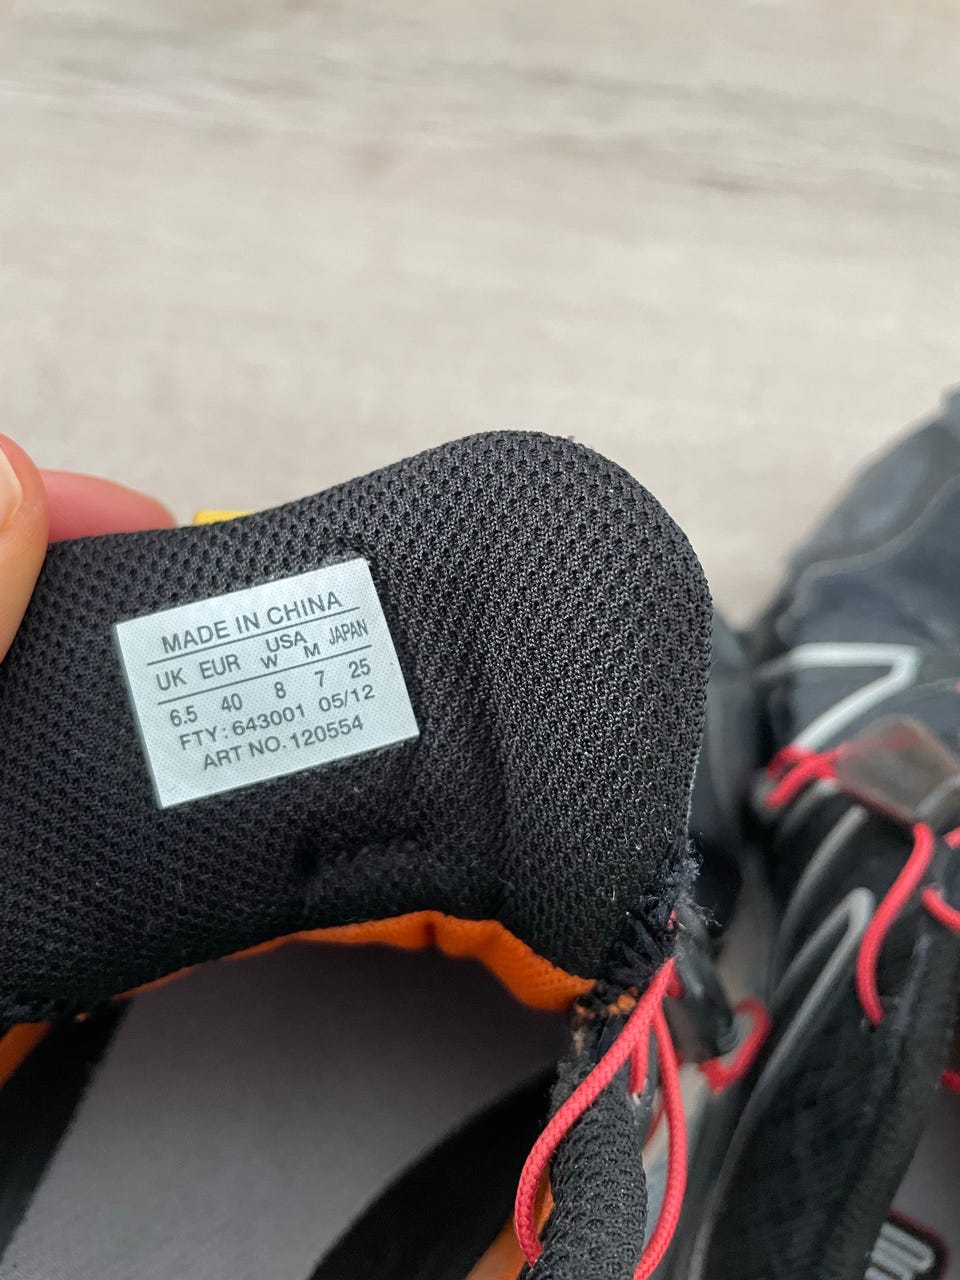 MADE IN CHINA
UK EUR USA JAPAN
W M
6.5 40 8 7 25
FTY: 643001 05/12
ART NO. 120554